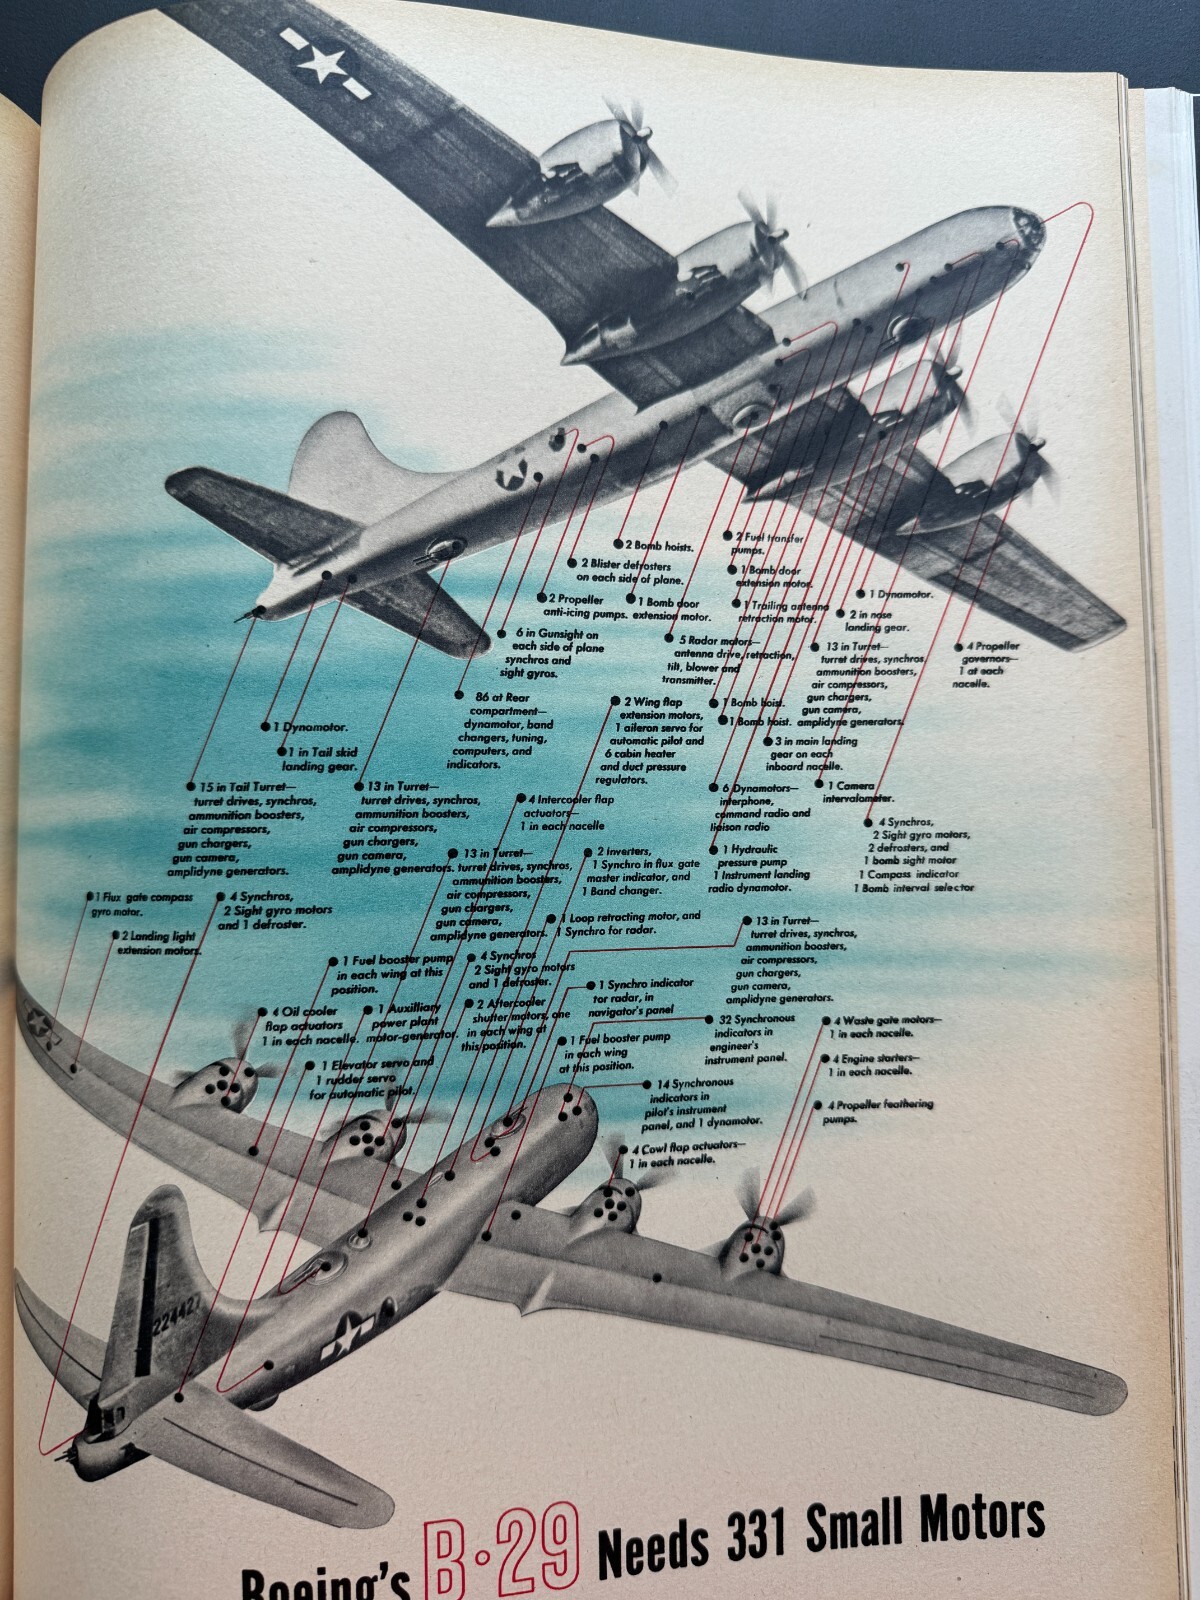 2 Bomb hoists.
2 Blister defrosters
on each side of plane.
2 Propeller
anti-icing pumps.
1 Bomb door
extension motor.
6 in Gunsight on
each side of plane
synchros and
sight gyros.
2 Fuel transfer
pumps.
1 Bomb door
extension motor.
1 Trailing antenna
retraction motor.
5 Radar motors—
antenna drive, retraction,
tilt, blower and
transmitter.
1 Dynamotor.
2 in nose
landing gear.
13 in Turret—
turret drives, synchros,
ammunition boosters,
air compressors,
gun chargers,
gun camera,
amplidyne generators.
4 Propeller
governors—
1 at each
nacelle.
86 at Rear
compartment—
dynamotor, band
changers, tuning,
computers, and
indicators.
2 Wing flap
extension motors,
1 aileron servo for
automatic pilot and
6 cabin heater
and duct pressure
regulators.
1 Bomb hoist.
1 Bomb hoist.
3 in main landing
gear on each
inboard nacelle.
1 Dynamotor.
1 in Tail skid
landing gear.
15 in Tail Turret—
turret drives, synchros,
ammunition boosters,
air compressors,
gun chargers,
gun camera,
amplidyne generators.
13 in Turret—
turret drives, synchros,
ammunition boosters,
air compressors,
gun chargers,
gun camera,
amplidyne generators.
4 Intercooler flap
actuators—
1 in each nacelle
6 Dynamotors—
interphone,
command radio and
liaison radio
1 Camera
intervalometer.
4 Synchros,
2 Sight gyro motors,
2 defrosters, and
1 bomb sight motor
1 Compass indicator
1 Bomb interval selector
13 in Turret—
turret drives, synchros,
ammunition boosters,
air compressors,
gun chargers,
gun camera,
amplidyne generators.
2 Inverters,
1 Synchro in flux gate
master indicator, and
1 Band changer.
1 Hydraulic
pressure pump
1 Instrument landing
radio dynamotor.
1 Flux gate compass
gyro motor.
4 Synchros,
2 Sight gyro motors
and 1 defroster.
2 Landing light
extension motors.
1 Loop retracting motor, and
1 Synchro for radar.
13 in Turret—
turret drives, synchros,
ammunition boosters,
air compressors,
gun chargers,
gun camera,
amplidyne generators.
1 Fuel booster pump
in each wing at this
position.
4 Synchros
2 Sight gyro motors
and 1 defroster.
1 Synchro indicator
for radar, in
navigator's panel
4 Oil cooler
flap actuators
1 in each nacelle.
1 Auxilliary
power plant
motor-generator.
2 Aftercooler
shutter motors, one
in each wing at
this position.
32 Synchronous
indicators in
engineer's
instrument panel.
4 Waste gate motors—
1 in each nacelle.
1 Fuel booster pump
in each wing
at this position.
1 Elevator servo and
1 rudder servo
for automatic pilot.
4 Engine starters—
1 in each nacelle.
14 Synchronous
indicators in
pilot's instrument
panel, and 1 dynamotor.
4 Propeller feathering
pumps.
4 Cowl flap actuators—
1 in each nacelle.
224427
Boeing's B·29 Needs 331 Small Motors